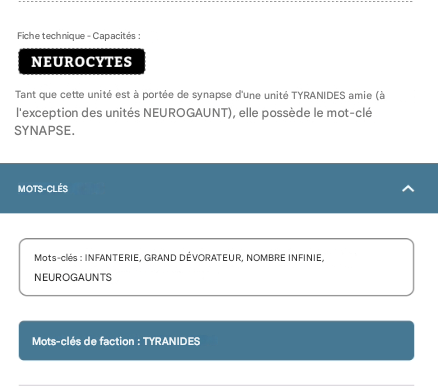 Fiche technique - Capacités :
NEUROCYTES
Tant que cette unité est à portée de synapse d'une unité TYRANIDES amie (à
l'exception des unités NEUROGAUNT), elle possède le mot-clé
SYNAPSE.
MOTS-CLÉS
Mots-clés : INFANTERIE, GRAND DÉVORATEUR, NOMBRE INFINIE,
NEUROGAUNTS
Mots-clés de faction : TYRANIDES